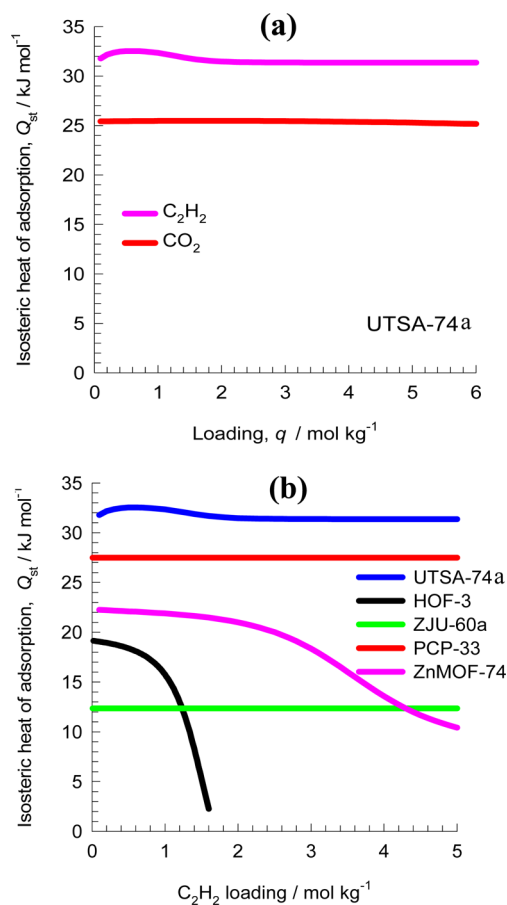 (a)
35
30
25
20
15
10
5
0
Isosteric heat of adsorption, Qst / kJ mol-1
C2H2
CO2
UTSA-74a
0 1 2 3 4 5 6
Loading, q / mol kg-1
(b)
35
30
25
20
15
10
5
0
Isosteric heat of adsorption, Qst / kJ mol-1
UTSA-74a
HOF-3
ZJU-60a
PCP-33
ZnMOF-74
0 1 2 3 4 5
C2H2 loading / mol kg-1